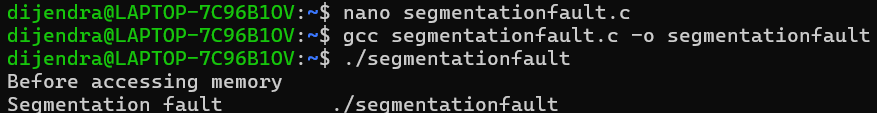 dijendra@LAPTOP-7C96B1OV:~$ nano segmentationfault.c
dijendra@LAPTOP-7C96B1OV:~$ gcc segmentationfault.c -o segmentationfault
dijendra@LAPTOP-7C96B1OV:~$ ./segmentationfault
Before accessing memory
Segmentation fault      ./segmentationfault